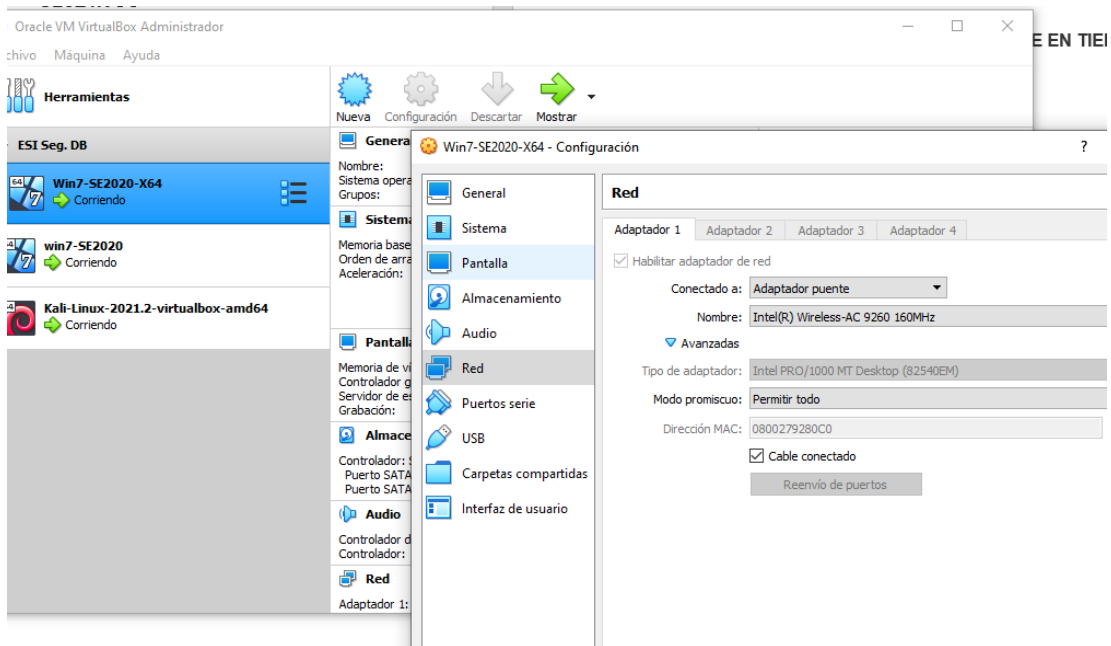 Oracle VM VirtualBox Administrador
E EN TIE
chivo Máquina Ayuda
Herramientas
Nueva Configuración Descartar Mostrar
ESI Seg. DB
64
Win7-SE2020-X64
Corriendo
win7-SE2020
Corriendo
Kali-Linux-2021.2-virtualbox-amd64
Corriendo
Genera
Nombre:
Sistema opera
Grupos:
Sistema
Memoria base
Orden de arra
Aceleración:
Pantalla
Memoria de vi
Controlador g
Servidor de es
Grabación:
Almace
Controlador: S
Puerto SATA
Puerto SATA
Audio
Controlador d
Controlador:
Red
Adaptador 1:
Win7-SE2020-X64 - Configuración ?
General
Sistema
Pantalla
Almacenamiento
Audio
Red
Puertos serie
USB
Carpetas compartidas
Interfaz de usuario
Red
Adaptador 1 Adaptador 2 Adaptador 3 Adaptador 4
Habilitar adaptador de red
Conectado a: Adaptador puente
Nombre: Intel(R) Wireless-AC 9260 160MHz
Avanzadas
Tipo de adaptador: Intel PRO/1000 MT Desktop (82540EM)
Modo promiscuo: Permitir todo
Dirección MAC: 0800279280C0
Cable conectado
Reenvío de puertos